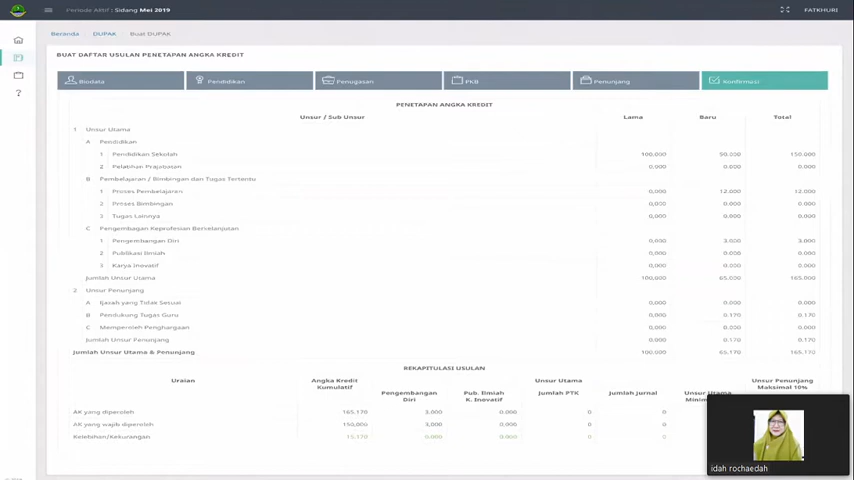 Periode Aktif : Sidang Mei 2019
FATKHURI
Beranda DUPAK Buat DUPAK
BUAT DAFTAR USULAN PENETAPAN ANGKA KREDIT
Biodata Pendidikan Penugasan PKB Penunjang Konfirmasi
PENETAPAN ANGKA KREDIT
Unsur / Sub Unsur Lama Baru Total
1 Unsur Utama
A Pendidikan
1 Pendidikan Sekolah 100,000 50,000 150,000
2 Pelatihan Prajabatan 0,000 0,000 0,000
B Pembelajaran / Bimbingan dan Tugas Tertentu
1 Proses Pembelajaran 0,000 12,000 12,000
2 Proses Bimbingan 0,000 0,000 0,000
3 Tugas Lainnya 0,000 0,000 0,000
C Pengembagan Keprofesian Berkelanjutan
1 Pengembangan Diri 0,000 3,000 3,000
2 Publikasi Ilmiah 0,000 0,000 0,000
3 Karya Inovatif 0,000 0,000 0,000
Jumlah Unsur Utama 100,000 65,000 165,000
2 Unsur Penunjang
A Ijasah yang Tidak Sesuai 0,000 0,000 0,000
B Pendukung Tugas Guru 0,000 0,170 0,170
C Memperoleh Penghargaan 0,000 0,000 0,000
Jumlah Unsur Penunjang 0,000 0,170 0,170
Jumlah Unsur Utama & Penunjang 100,000 65,170 165,170
REKAPITULASI USULAN
Uraian Angka Kredit Kumulatif Unsur Utama Unsur Penunjang Maksimal 10%
Pengembangan Diri Pub. Ilmiah K. Inovatif Jumlah PTK Jumlah Jurnal Unsur Utama
AK yang diperoleh 165,170 3,000 0,000 0 0
AK yang wajib diperoleh 150,000 3,000 0,000 0 0
Kelebihan/Kekurangan 15,170 0,000 0,000 0 0
idah rochaedah